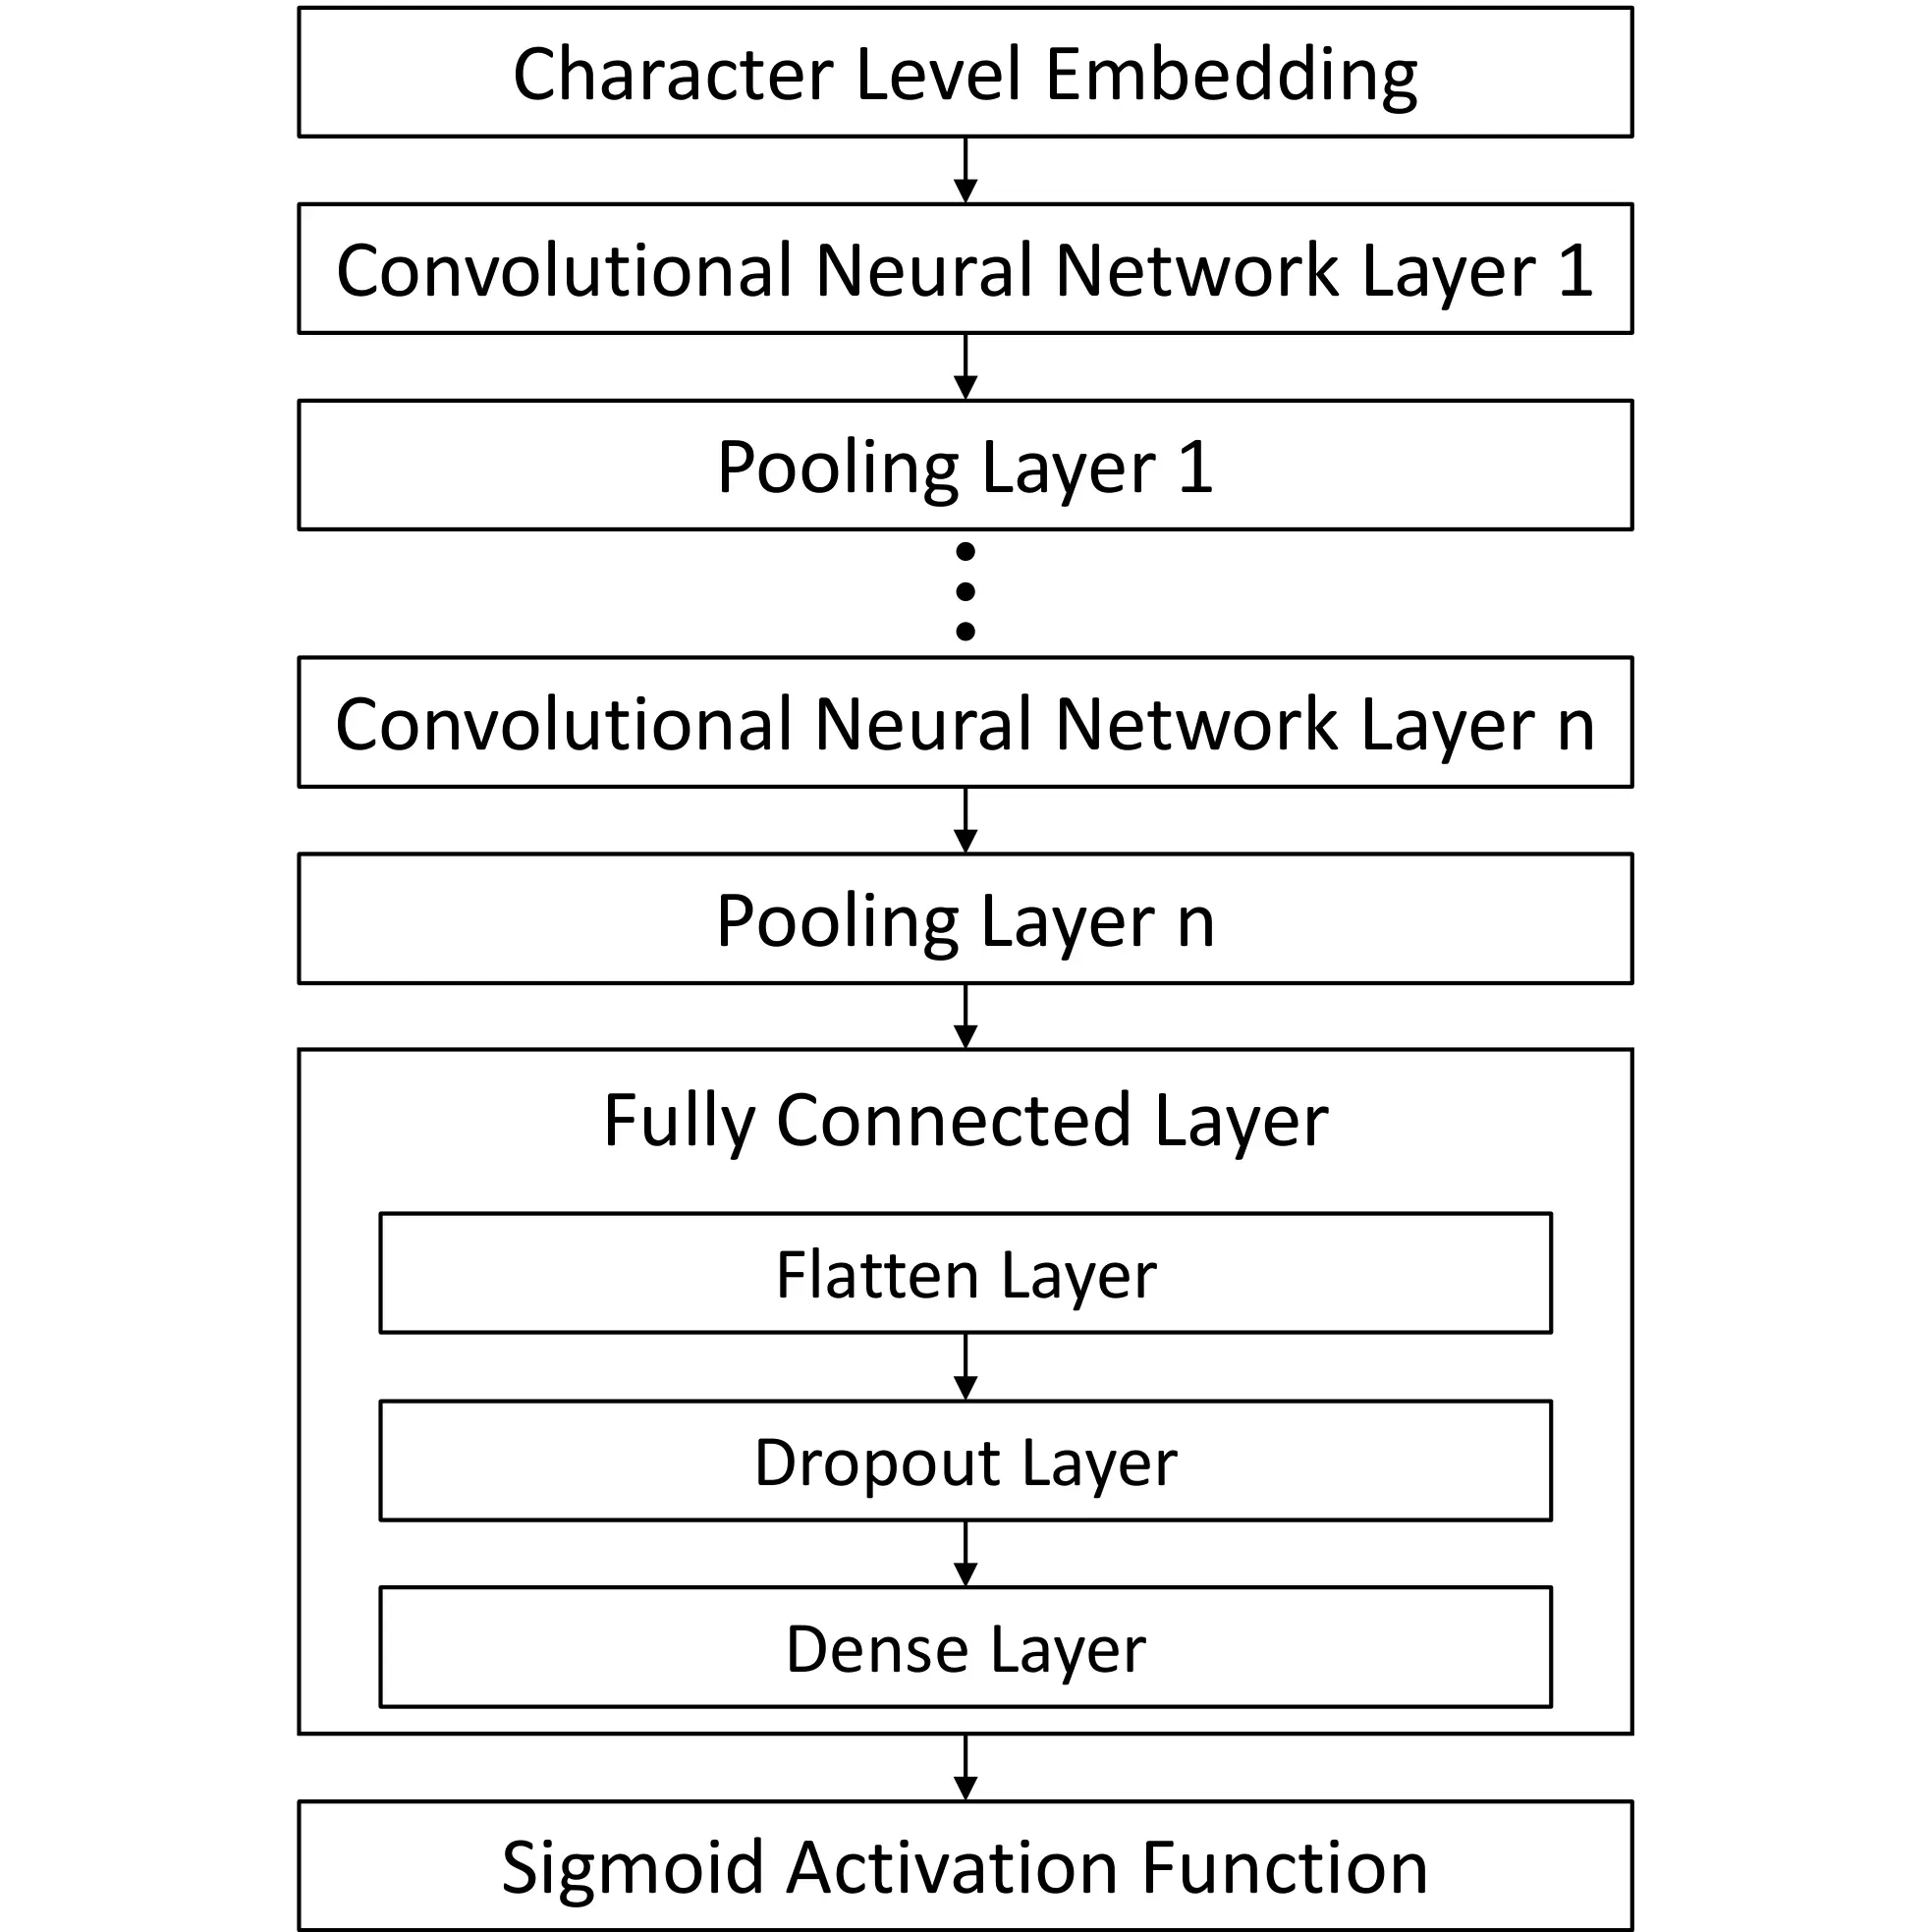 Character Level Embedding
Convolutional Neural Network Layer 1
Pooling Layer 1
Convolutional Neural Network Layer n
Pooling Layer n
Fully Connected Layer
Flatten Layer
Dropout Layer
Dense Layer
Sigmoid Activation Function